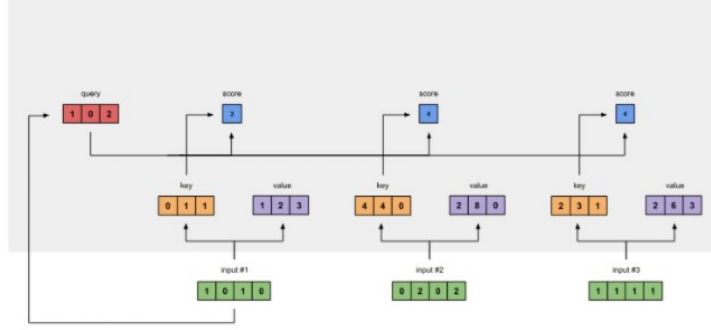 query score score score
1 0 2 2 4 4
key value key value key value
0 1 1 1 2 3 4 4 0 2 8 0 2 3 1 2 6 3
input #1 input #2 input #3
1 0 1 0 0 2 0 2 1 1 1 1